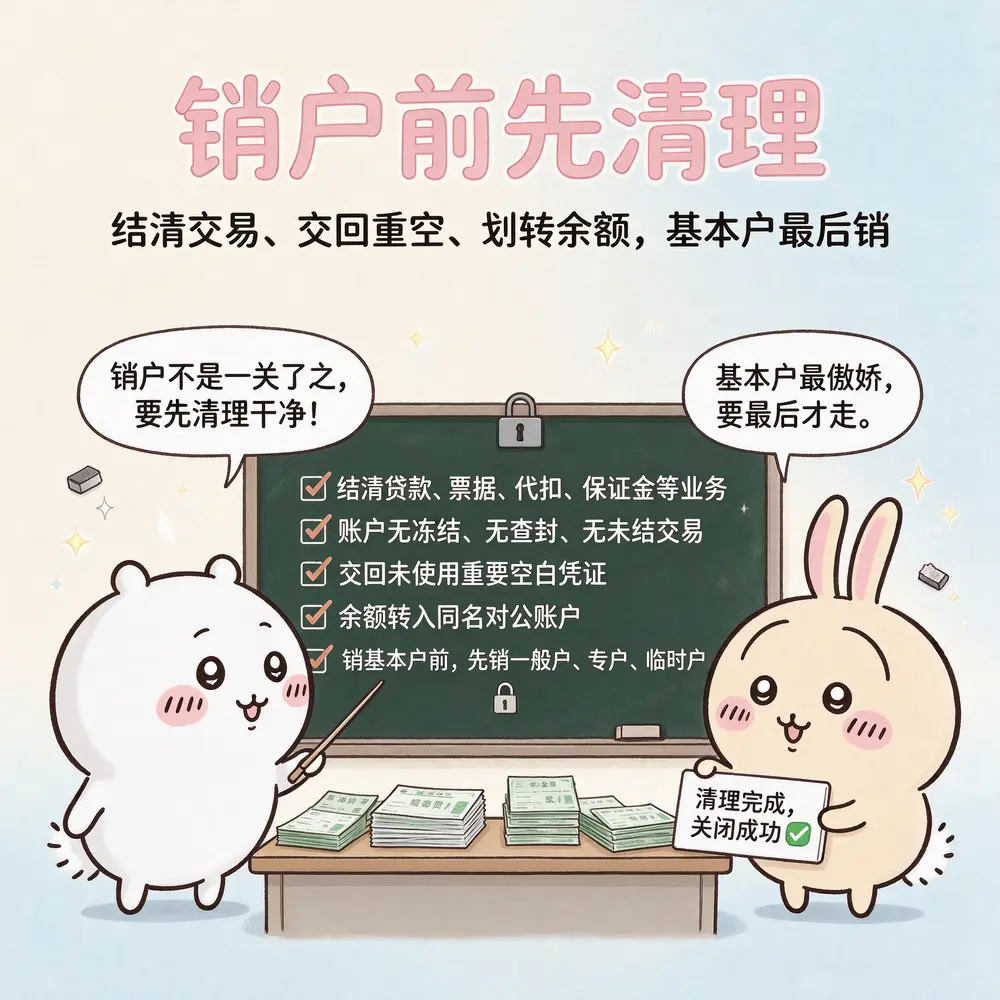 销户前先清理
结清交易、交回重空、划转余额，基本户最后销
销户不是一关了之，
要先清理干净！
基本户最傲娇，
要最后才走。
结清贷款、票据、代扣、保证金等业务
账户无冻结、无查封、无未结交易
交回未使用重要空白凭证
余额转入同名对公账户
销基本户前，先销一般户、专户、临时户
清理完成，
关闭成功✅